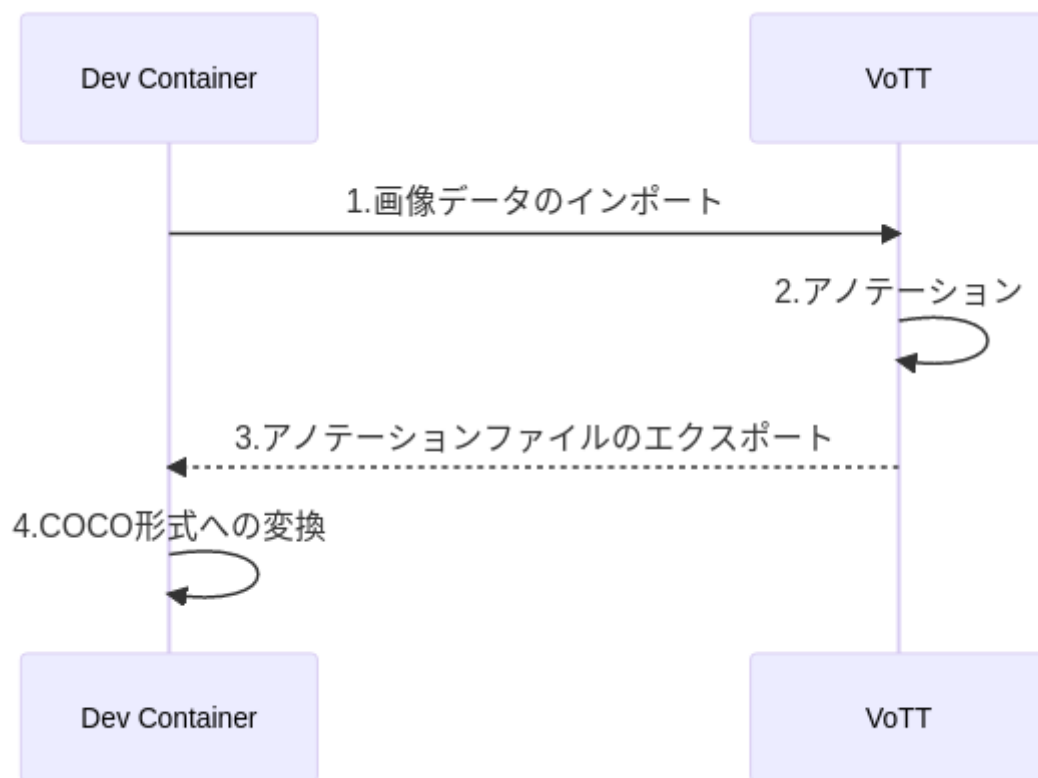 Dev Container
VoTT
1.画像データのインポート
2.アノテーション
3.アノテーションファイルのエクスポート
4.COCO形式への変換
Dev Container
VoTT